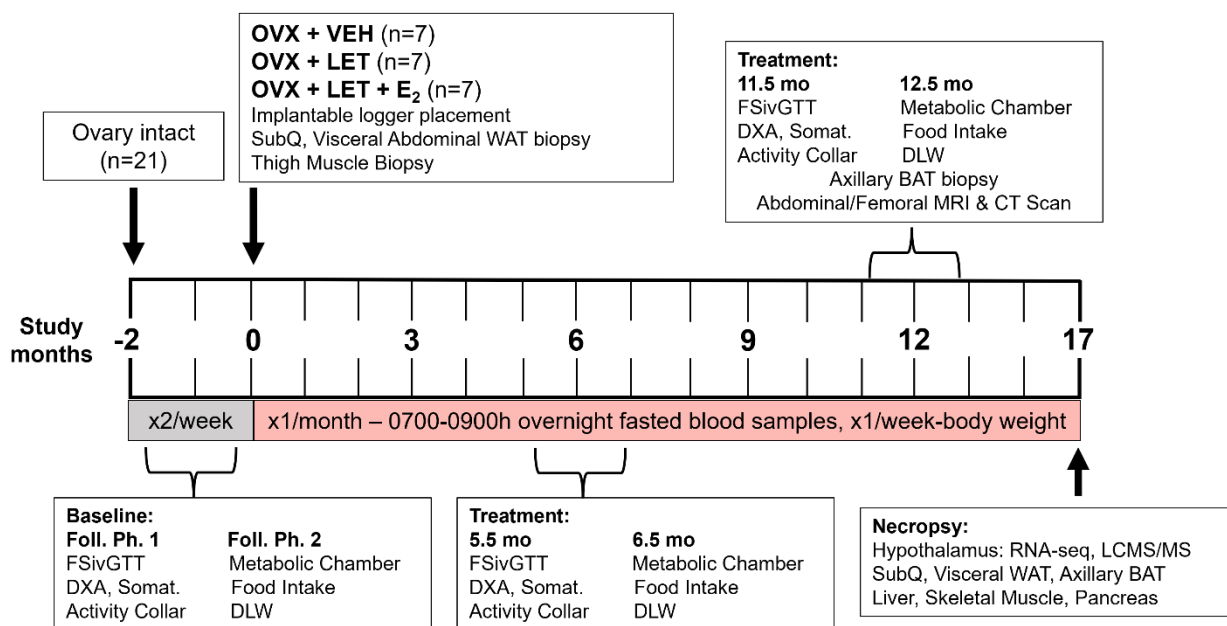 OVX + VEH (n=7)
OVX + LET (n=7)
OVX + LET + E₂ (n=7)
Implantable logger placement
SubQ, Visceral Abdominal WAT biopsy
Thigh Muscle Biopsy
Ovary intact
(n=21)
Treatment:
11.5 mo 12.5 mo
FSivGTT Metabolic Chamber
DXA, Somat. Food Intake
Activity Collar DLW
Axillary BAT biopsy
Abdominal/Femoral MRI & CT Scan
Study
months
-2 0 3 6 9 12 17
x2/week
x1/month – 0700-0900h overnight fasted blood samples, x1/week-body weight
Baseline:
Foll. Ph. 1 Foll. Ph. 2
FSivGTT Metabolic Chamber
DXA, Somat. Food Intake
Activity Collar DLW
Treatment:
5.5 mo 6.5 mo
FSivGTT Metabolic Chamber
DXA, Somat. Food Intake
Activity Collar DLW
Necropsy:
Hypothalamus: RNA-seq, LCMS/MS
SubQ, Visceral WAT, Axillary BAT
Liver, Skeletal Muscle, Pancreas